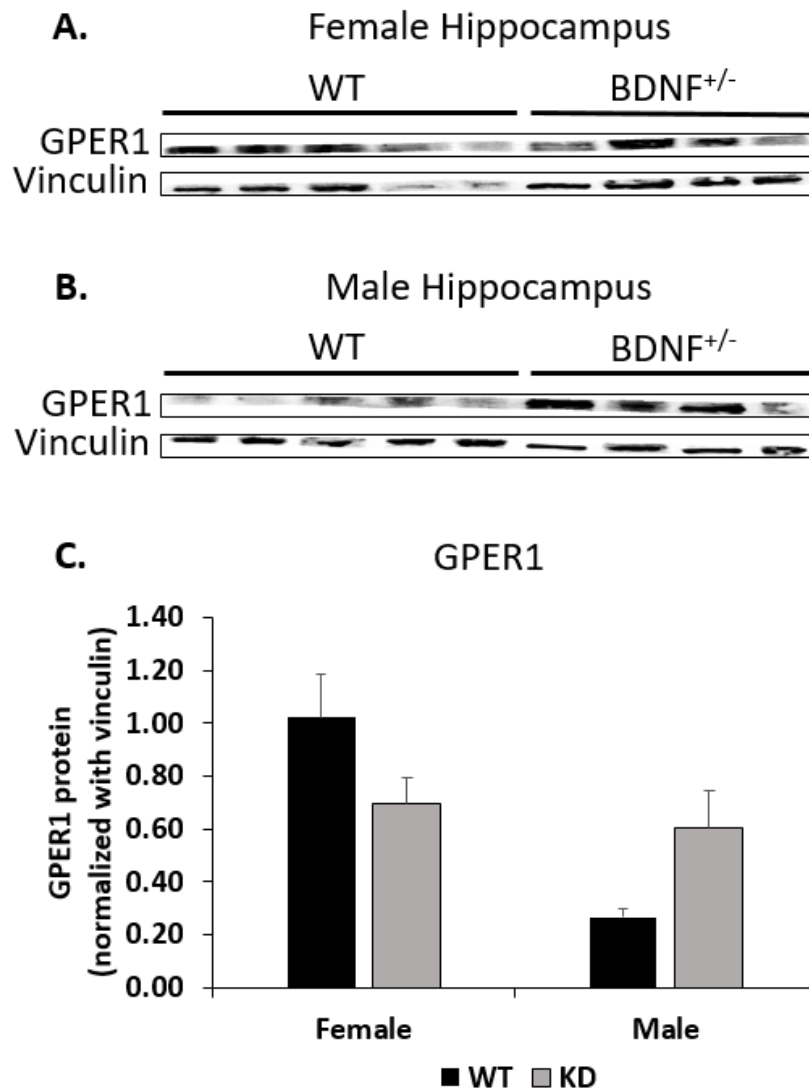 A. Female Hippocampus
WT BDNF+/-
GPER1
Vinculin
B. Male Hippocampus
WT BDNF+/-
GPER1
Vinculin
C. GPER1
GPER1 protein
(normalized with vinculin)
1.40
1.20
1.00
0.80
0.60
0.40
0.20
0.00
Female Male
WT KD